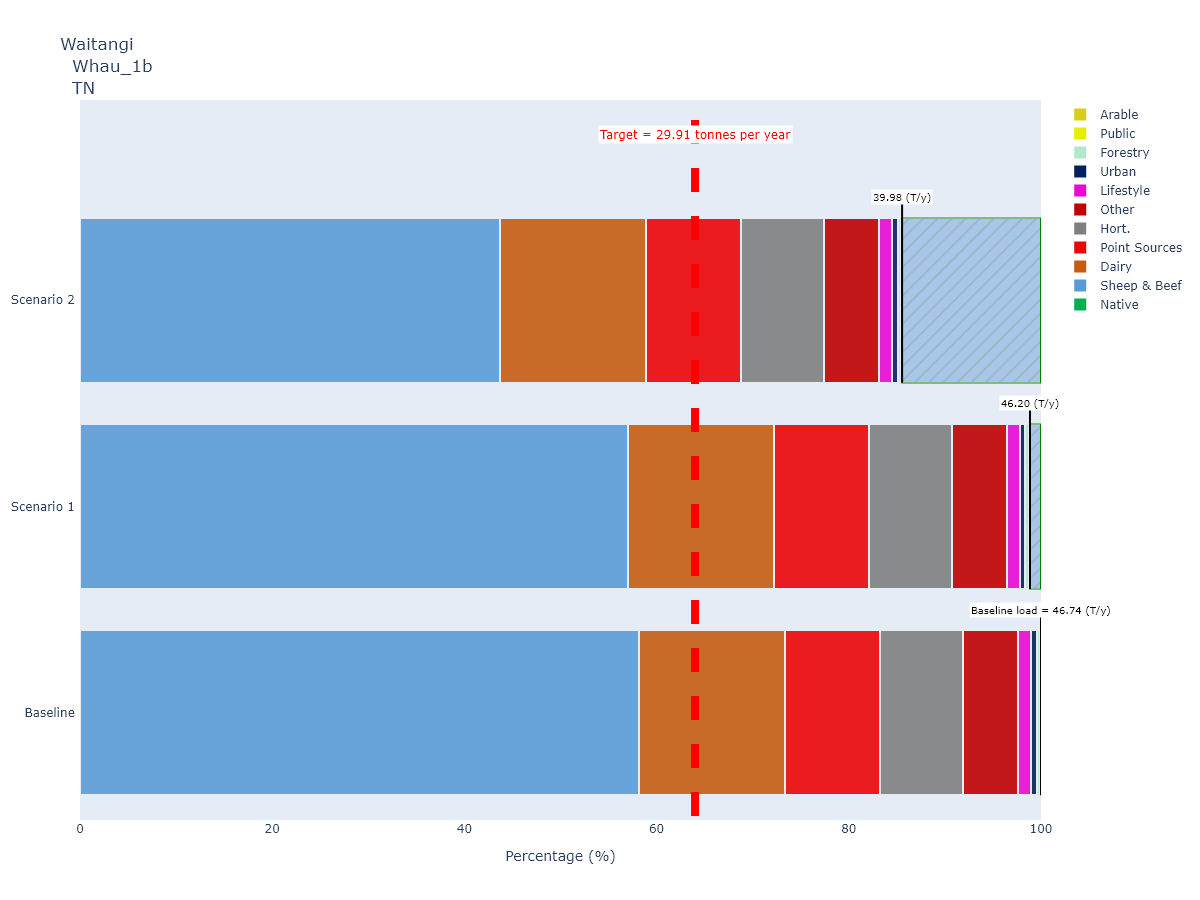 Waitangi
Whau_1b
TN
Target = 29.91 tonnes per year
39.98 (T/y)
46.20 (T/y)
Baseline load = 46.74 (T/y)
Scenario 2
Scenario 1
Baseline
0 20 40 60 80 100
Percentage (%)
Arable
Public
Forestry
Urban
Lifestyle
Other
Hort.
Point Sources
Dairy
Sheep & Beef
Native